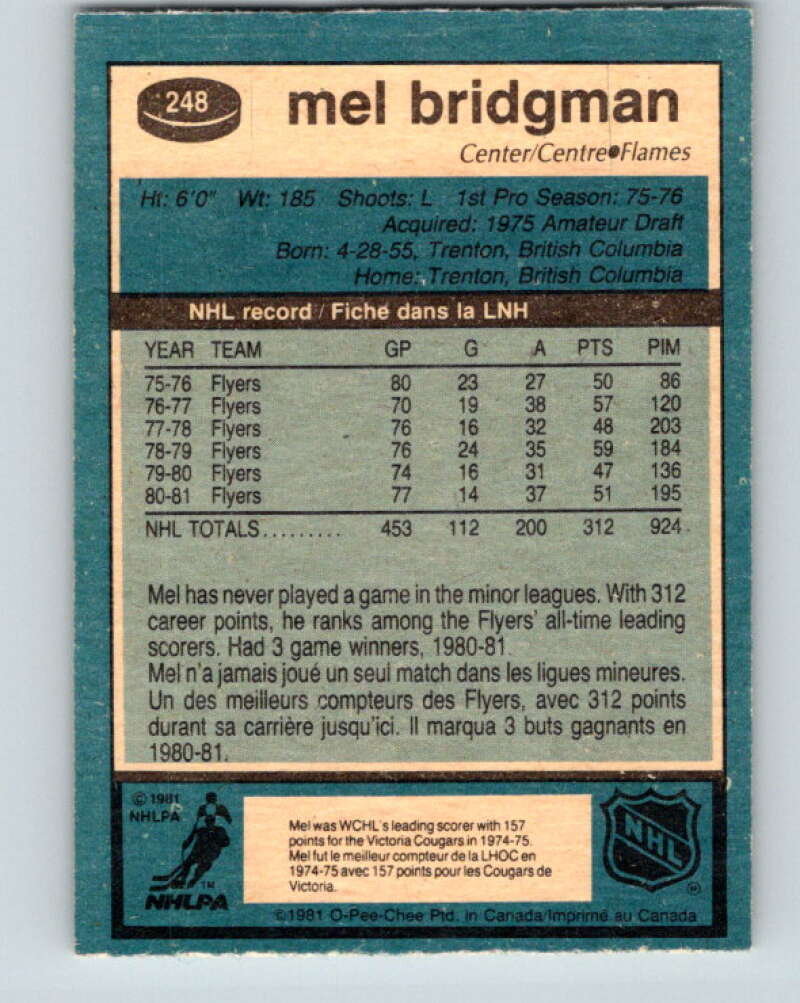 248
mel bridgman
Center/Centre•Flames
Ht: 6'0" Wt: 185 Shoots: L 1st Pro Season: 75-76
Acquired: 1975 Amateur Draft
Born: 4-28-55, Trenton, British Columbia
Home: Trenton, British Columbia
NHL record / Fiche dans la LNH
YEAR TEAM GP G A PTS PIM
75-76 Flyers 80 23 27 50 86
76-77 Flyers 70 19 38 57 120
77-78 Flyers 76 16 32 48 203
78-79 Flyers 76 24 35 59 184
79-80 Flyers 74 16 31 47 136
80-81 Flyers 77 14 37 51 195
NHL TOTALS......... 453 112 200 312 924
Mel has never played a game in the minor leagues. With 312
career points, he ranks among the Flyers' all-time leading
scorers. Had 3 game winners, 1980-81.
Mel n'a jamais joué un seul match dans les ligues mineures.
Un des meilleurs compteurs des Flyers, avec 312 points
durant sa carrière jusqu'ici. Il marqua 3 buts gagnants en
1980-81.
© 1981
NHLPA
TM
NHLPA
Mel was WCHL's leading scorer with 157
points for the Victoria Cougars in 1974-75.
Mel fut le meilleur compteur de la LHOC en
1974-75 avec 157 points pour les Cougars de
Victoria.
NHL
©1981 O-Pee-Chee Ptd. in Canada/Imprimé au Canada